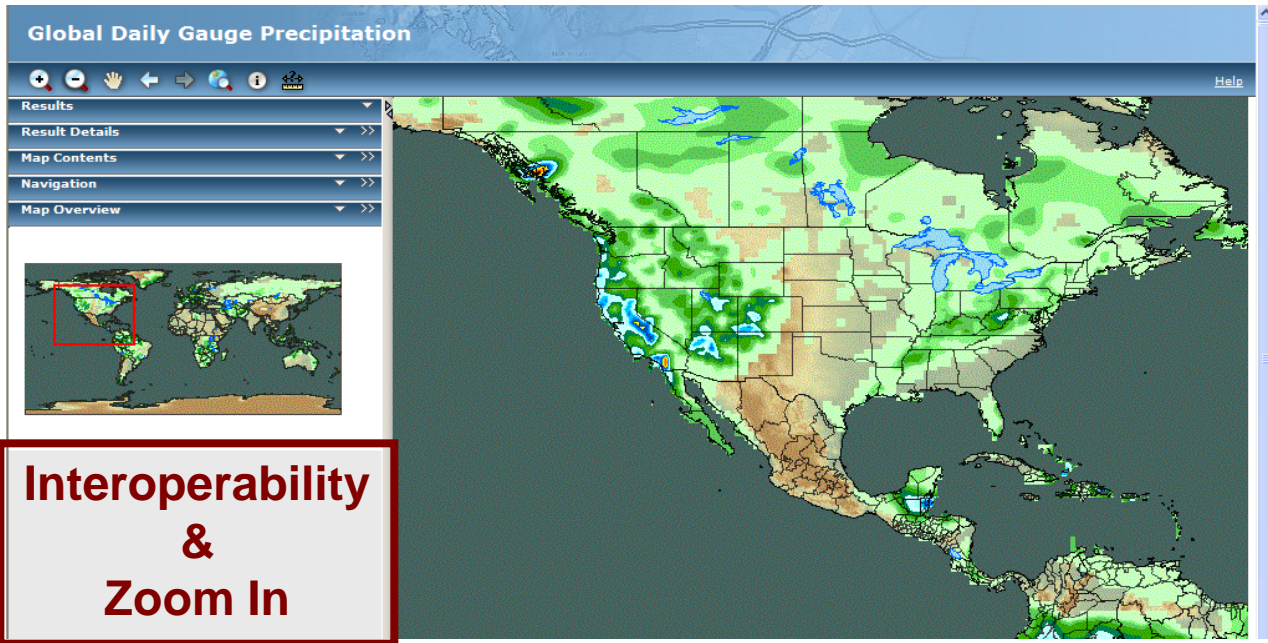 Global Daily Gauge Precipitation
Help
Results
Result Details
Map Contents
Navigation
Map Overview
Interoperability
&
Zoom In